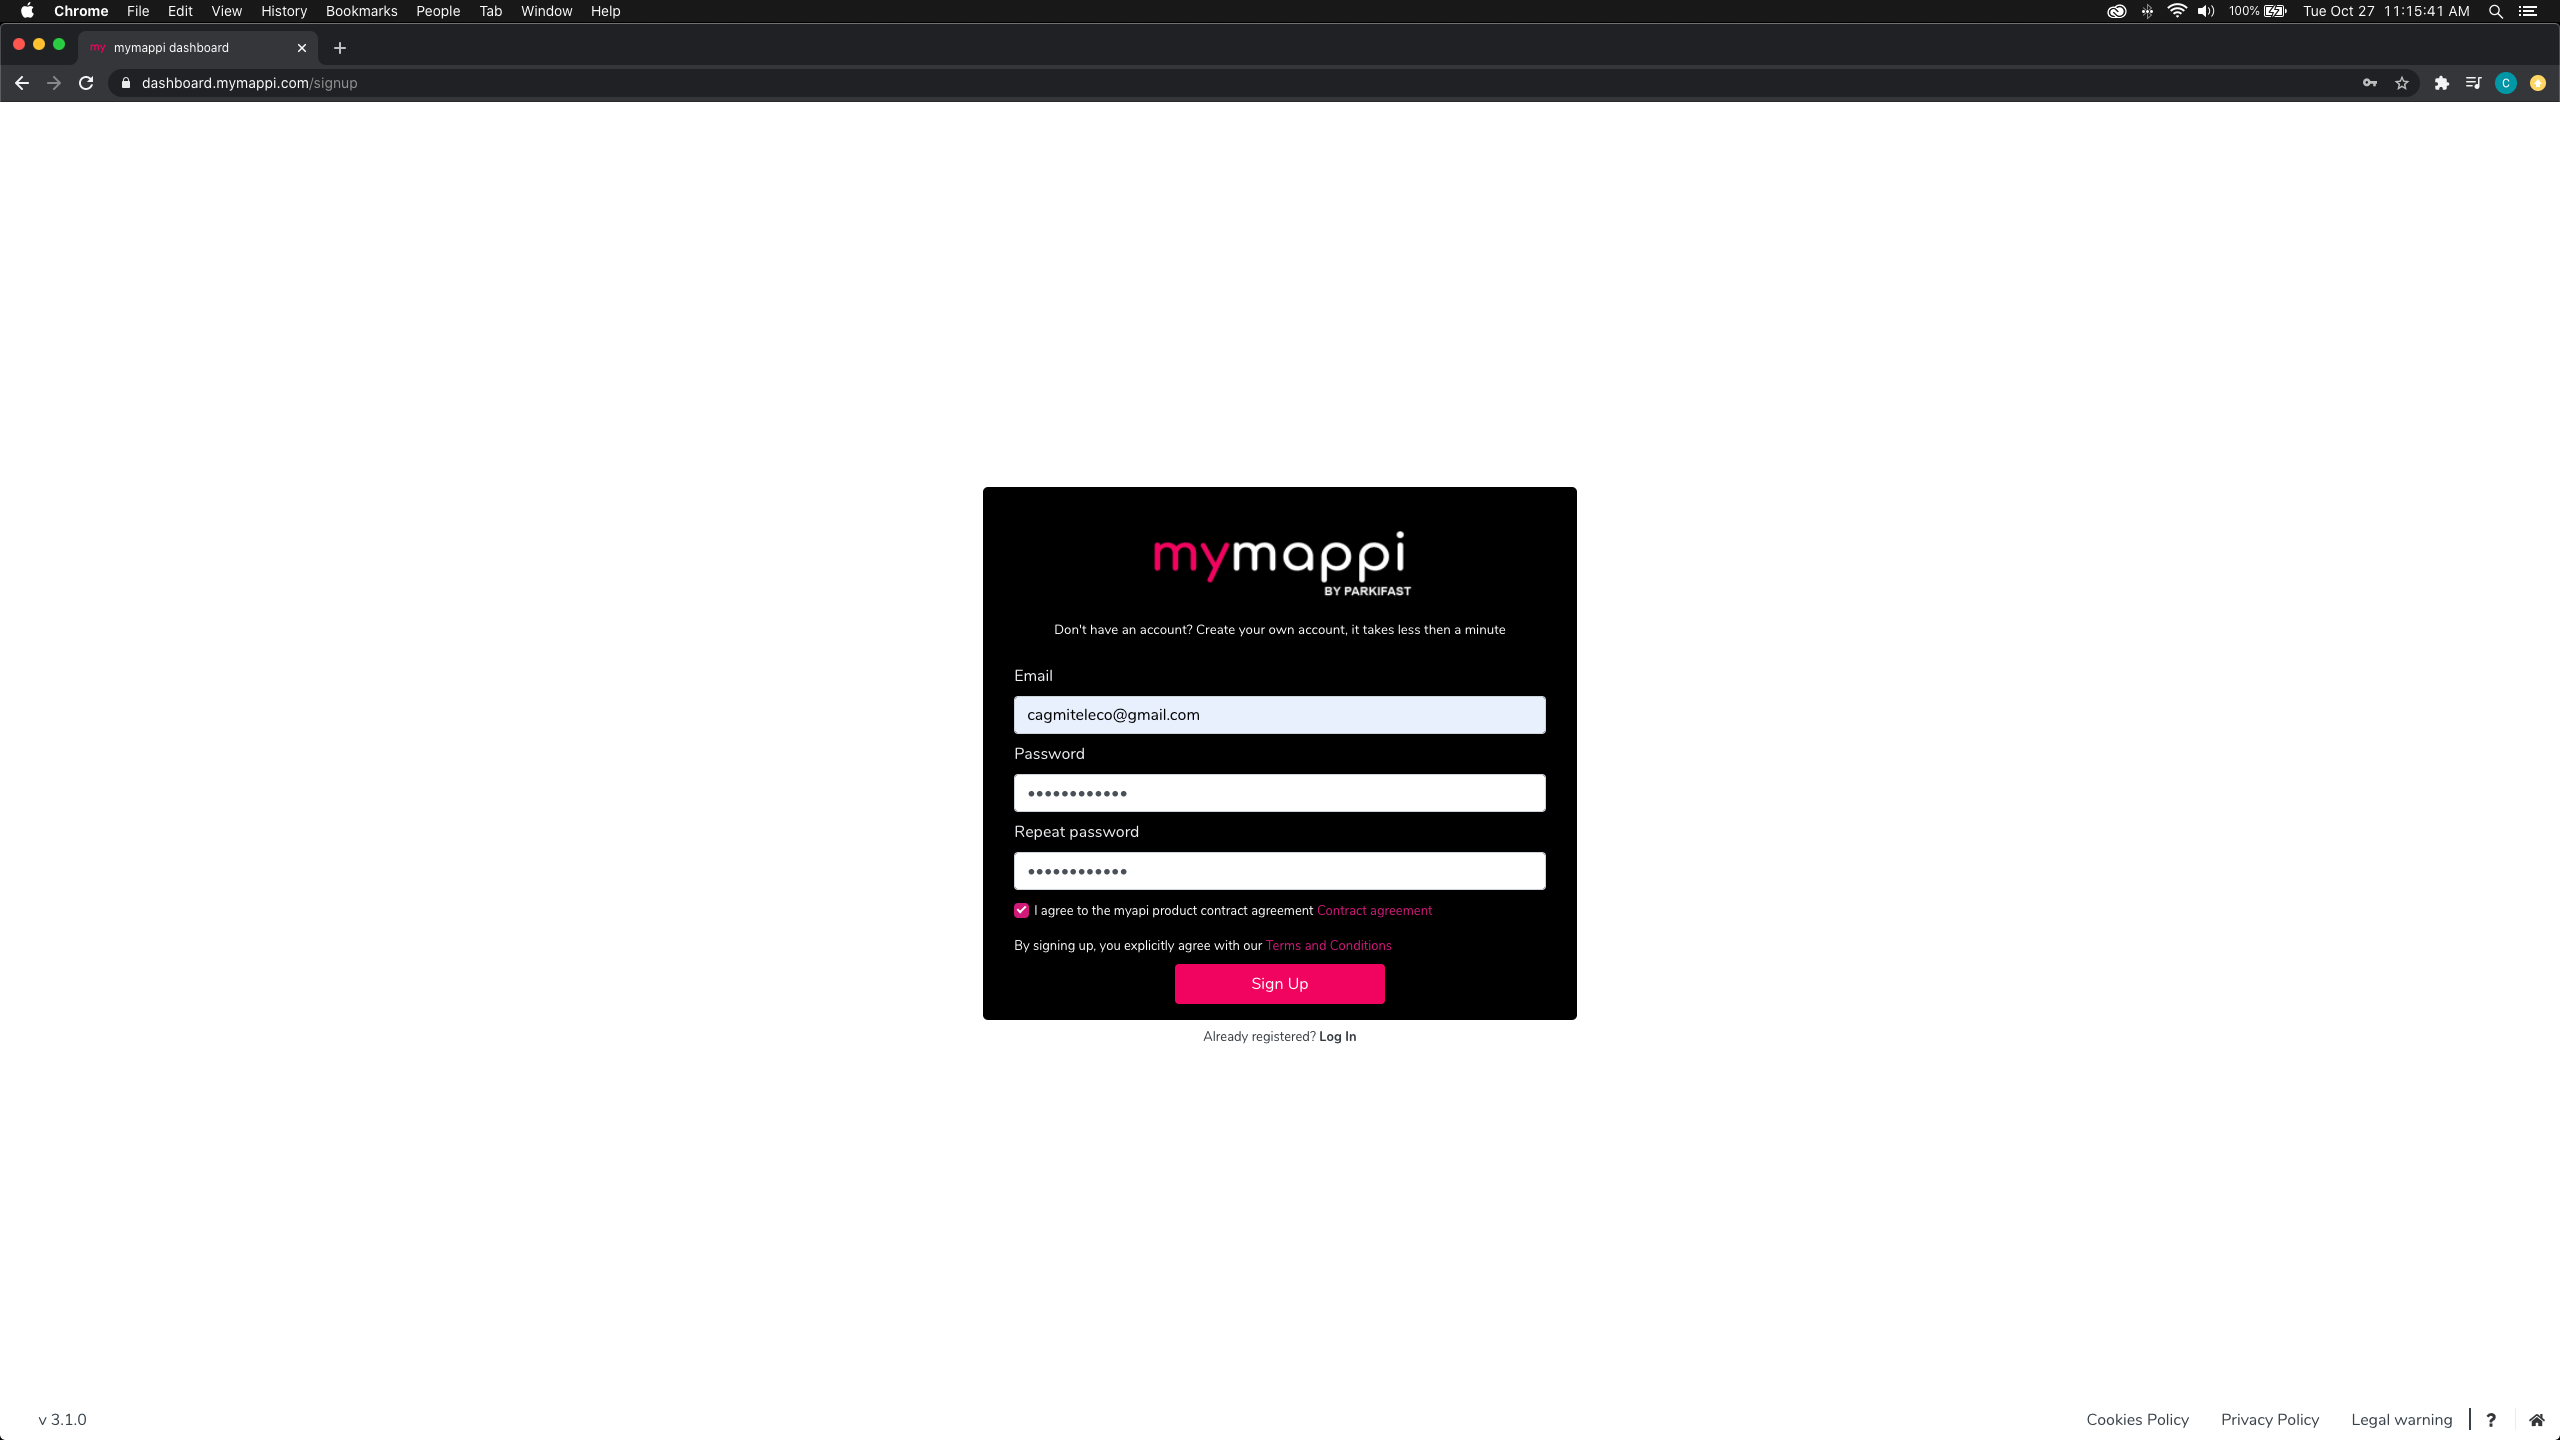 Chrome File Edit View History Bookmarks People Tab Window Help 100% Tue Oct 27 11:15:41 AM
my mymappi dashboard
dashboard.mymappi.com/signup C
mymappi
BY PARKIFAST
Don't have an account? Create your own account, it takes less then a minute
Email
cagmiteleco@gmail.com
Password
••••••••••••
Repeat password
••••••••••••
I agree to the myapi product contract agreement Contract agreement
By signing up, you explicitly agree with our Terms and Conditions
Sign Up
Already registered? Log In
v 3.1.0 Cookies Policy Privacy Policy Legal warning ?